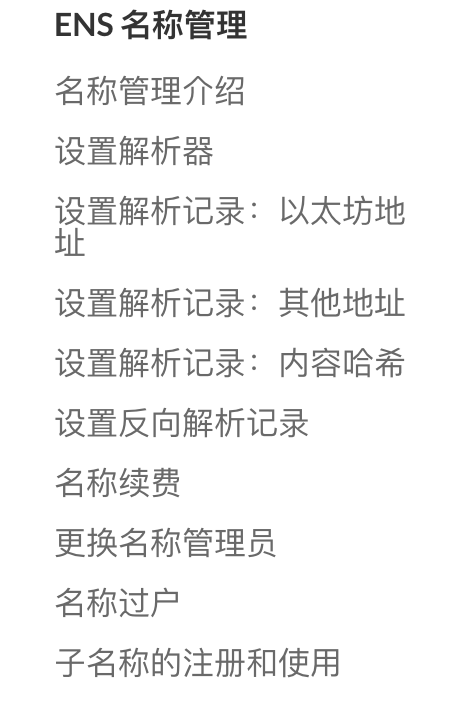 ENS 名称管理
名称管理介绍
设置解析器
设置解析记录：以太坊地
址
设置解析记录：其他地址
设置解析记录：内容哈希
设置反向解析记录
名称续费
更换名称管理员
名称过户
子名称的注册和使用